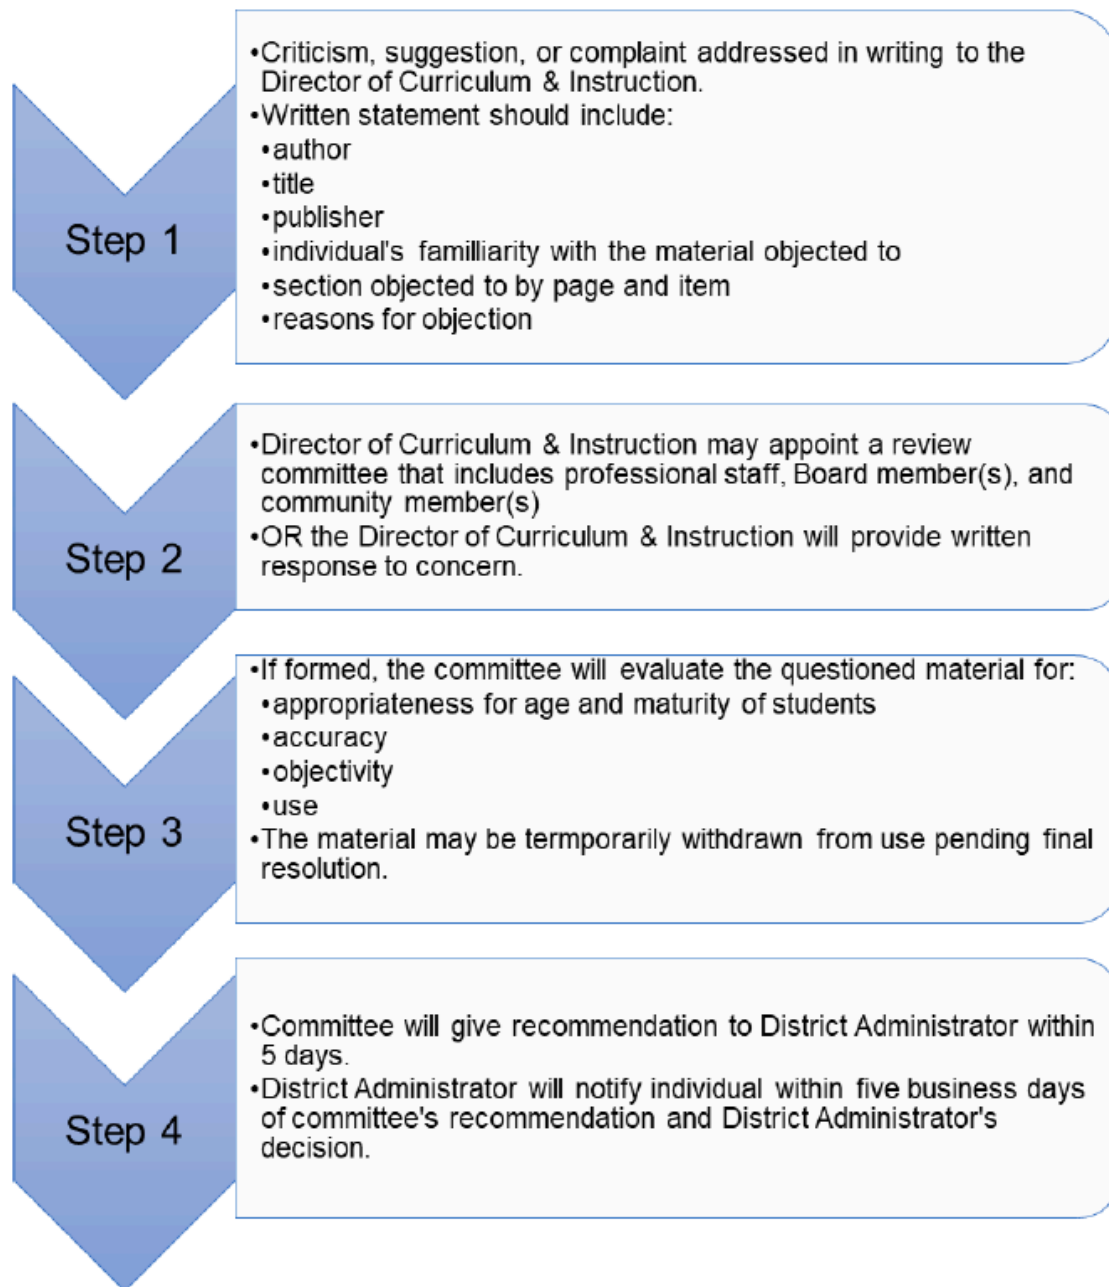 Step 1
•Criticism, suggestion, or complaint addressed in writing to the
Director of Curriculum & Instruction.
•Written statement should include:
•author
•title
•publisher
•individual's familliarity with the material objected to
•section objected to by page and item
•reasons for objection
Step 2
•Director of Curriculum & Instruction may appoint a review
committee that includes professional staff, Board member(s), and
community member(s)
•OR the Director of Curriculum & Instruction will provide written
response to concern.
Step 3
•If formed, the committee will evaluate the questioned material for:
•appropriateness for age and maturity of students
•accuracy
•objectivity
•use
•The material may be termporarily withdrawn from use pending final
resolution.
Step 4
•Committee will give recommendation to District Administrator within
5 days.
•District Administrator will notify individual within five business days
of committee's recommendation and District Administrator's
decision.